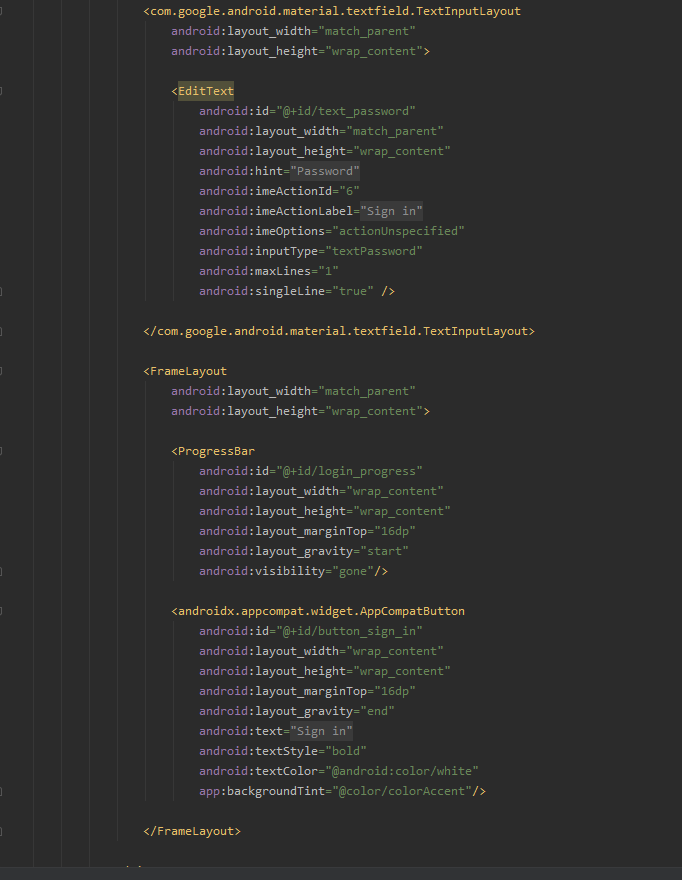 <com.google.android.material.textfield.TextInputLayout
android:layout_width="match_parent"
android:layout_height="wrap_content">
<EditText
android:id="@+id/text_password"
android:layout_width="match_parent"
android:layout_height="wrap_content"
android:hint="Password"
android:imeActionId="6"
android:imeActionLabel="Sign in"
android:imeOptions="actionUnspecified"
android:inputType="textPassword"
android:maxLines="1"
android:singleLine="true" />
</com.google.android.material.textfield.TextInputLayout>
<FrameLayout
android:layout_width="match_parent"
android:layout_height="wrap_content">
<ProgressBar
android:id="@+id/login_progress"
android:layout_width="wrap_content"
android:layout_height="wrap_content"
android:layout_marginTop="16dp"
android:layout_gravity="start"
android:visibility="gone"/>
<androidx.appcompat.widget.AppCompatButton
android:id="@+id/button_sign_in"
android:layout_width="wrap_content"
android:layout_height="wrap_content"
android:layout_marginTop="16dp"
android:layout_gravity="end"
android:text="Sign in"
android:textStyle="bold"
android:textColor="@android:color/white"
app:backgroundTint="@color/colorAccent"/>
</FrameLayout>